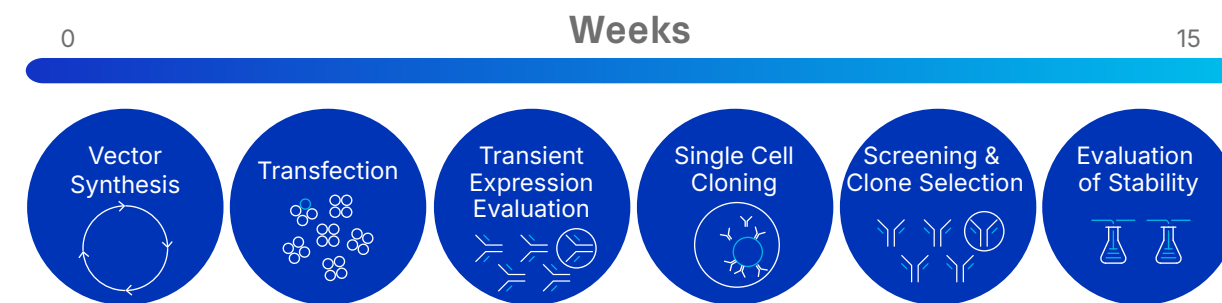 Weeks
0
15
Vector
Synthesis
Transfection
Transient
Expression
Evaluation
Single Cell
Cloning
Screening &
Clone Selection
Evaluation
of Stability